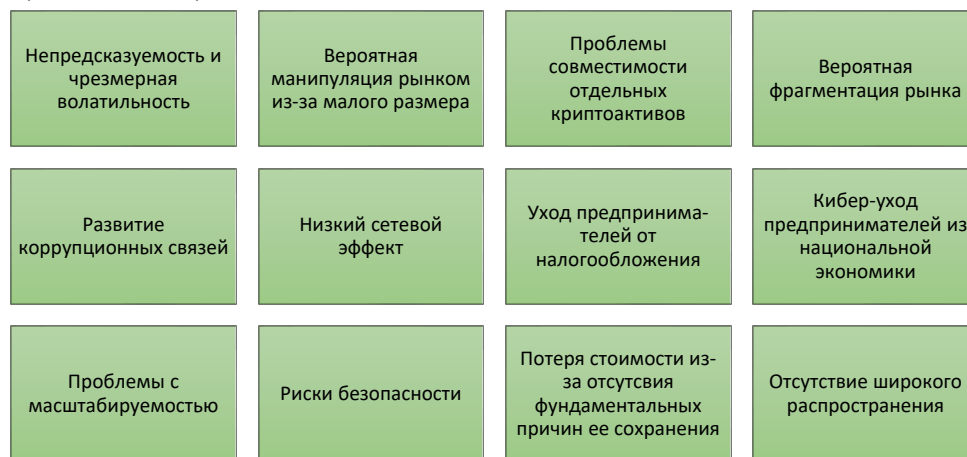 Непредсказуемость и
чрезмерная
волатильность
Вероятная
манипуляция рынком
из-за малого размера
Проблемы
совместимости
отдельных
криптоактивов
Вероятная
фрагментация рынка
Развитие
коррупционных связей
Низкий сетевой
эффект
Уход предпринима-
телей от
налогообложения
Кибер-уход
предпринимателей из
национальной
экономики
Проблемы с
масштабируемостью
Риски безопасности
Потеря стоимости из-
за отсутсвия
фундаментальных
причин ее сохранения
Отсутствие широкого
распространения